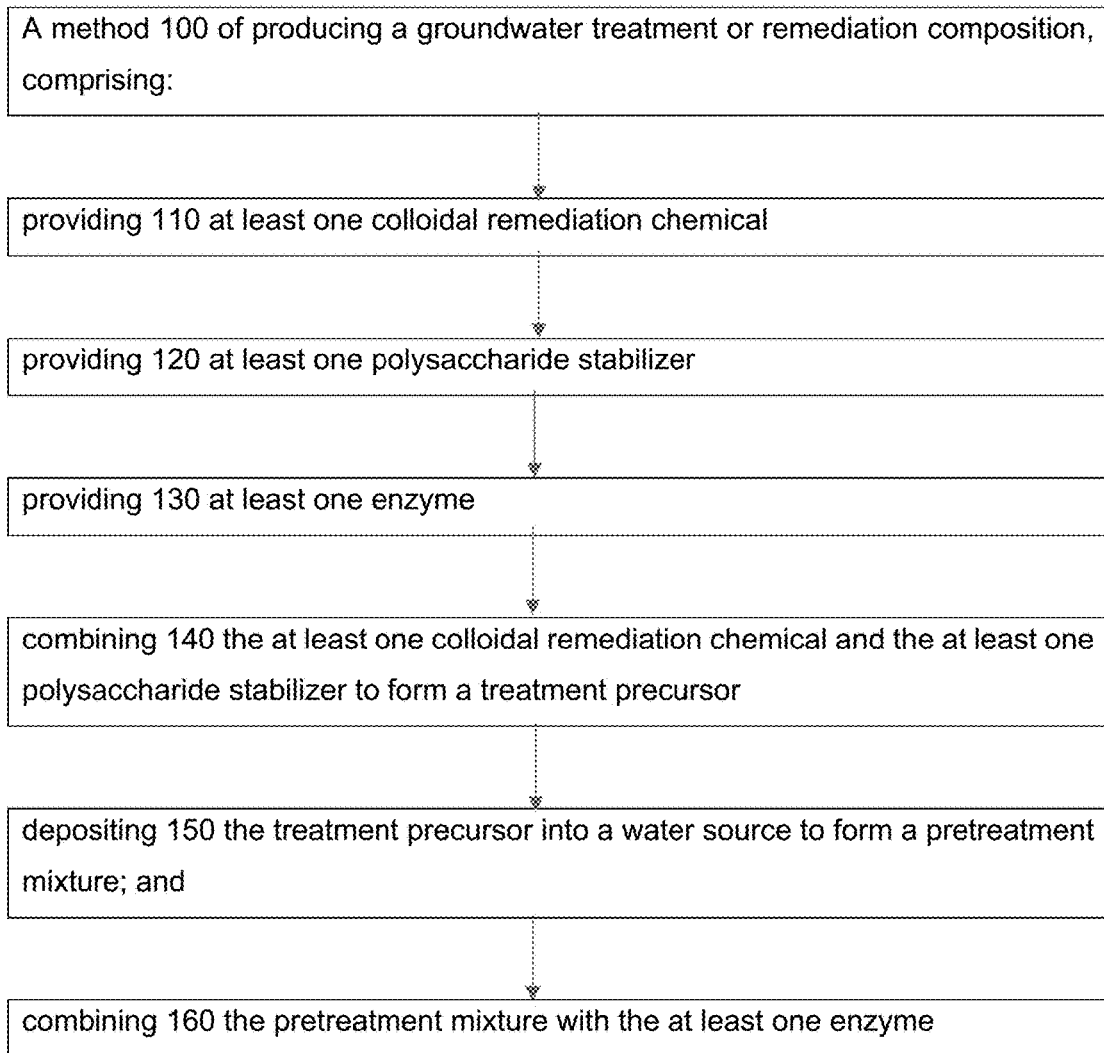 A method 100 of producing a groundwater treatment or remediation composition,
comprising:
providing 110 at least one colloidal remediation chemical
providing 120 at least one polysaccharide stabilizer
providing 130 at least one enzyme
combining 140 the at least one colloidal remediation chemical and the at least one
polysaccharide stabilizer to form a treatment precursor
depositing 150 the treatment precursor into a water source to form a pretreatment
mixture; and
combining 160 the pretreatment mixture with the at least one enzyme